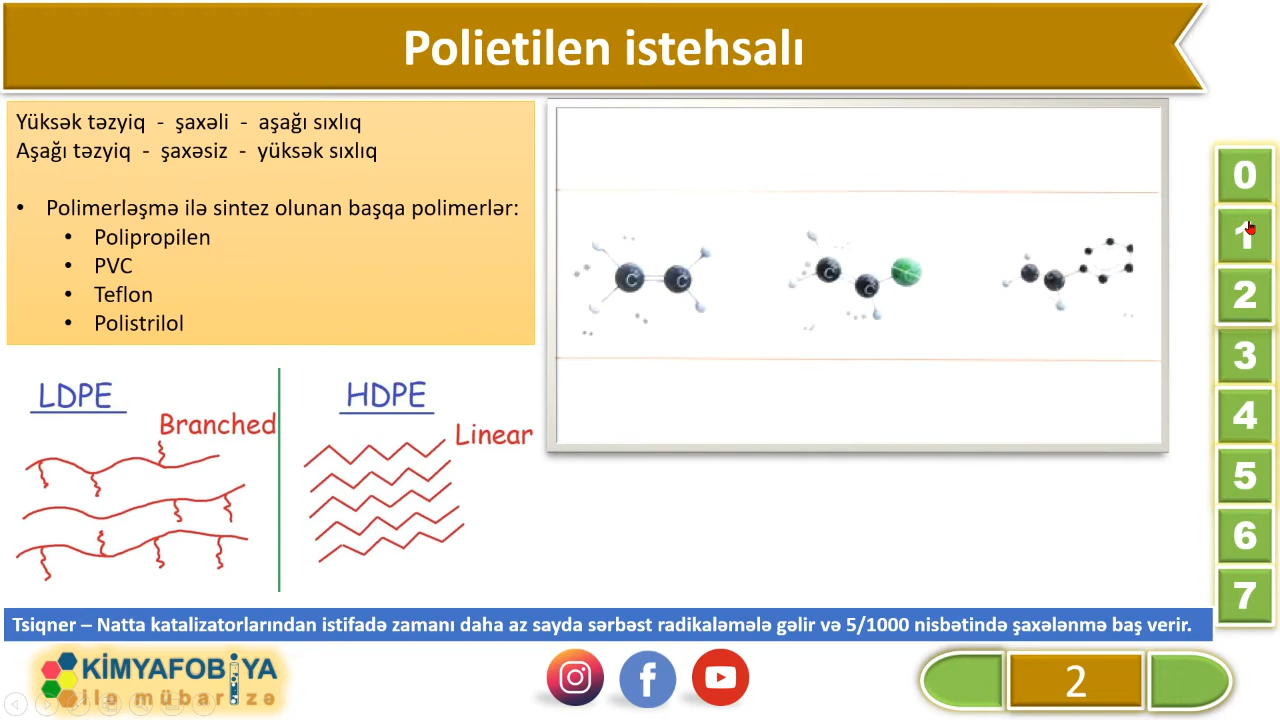 Polietilen istehsalı
Yüksək təzyiq - şaxəli - aşağı sıxlıq
Aşağı təzyiq - şaxəsiz - yüksək sıxlıq
• Polimerləşmə ilə sintez olunan başqa polimerlər:
• Polipropilen
• PVC
• Teflon
• Polistrilol
C C
C C
LDPE
Branched
HDPE
Linear
0
1
2
3
4
5
6
7
Tsiqner – Natta katalizatorlarından istifadə zamanı daha az sayda sərbəst radikaləmələ gəlir və 5/1000 nisbətində şaxələnmə baş verir.
KİMYAFOBİYA
ilə mübarizə
2